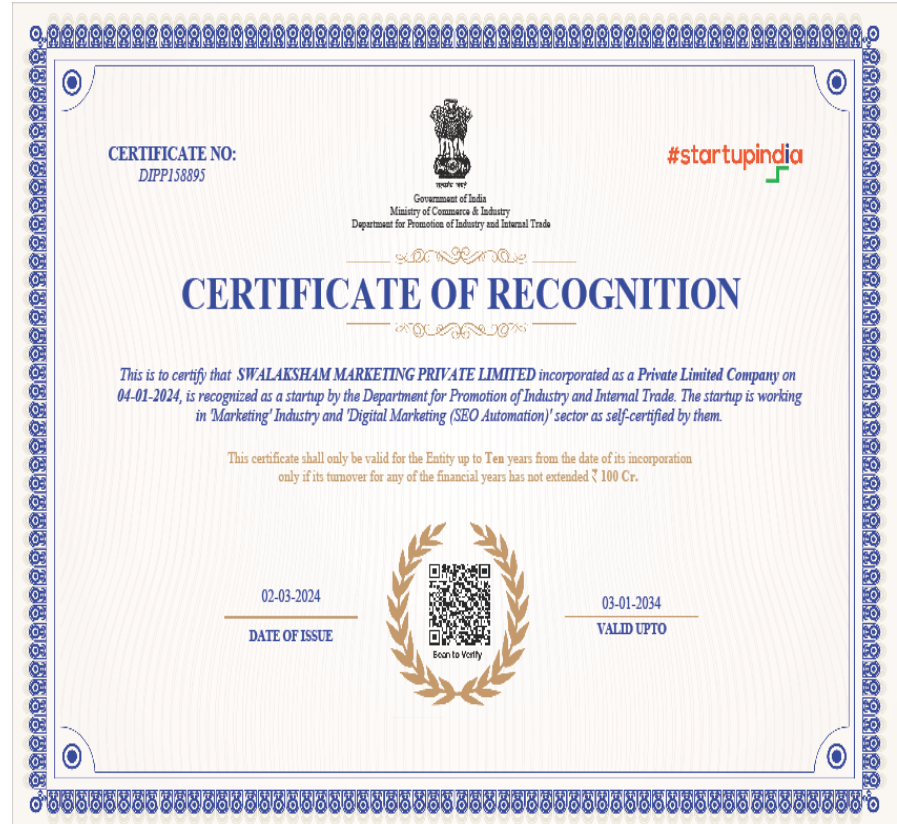 CERTIFICATE NO:
DIPP158895
#startupindia
सत्यमेव जयते
Government of India
Ministry of Commerce & Industry
Department for Promotion of Industry and Internal Trade
CERTIFICATE OF RECOGNITION
This is to certify that SWALAKSHAM MARKETING PRIVATE LIMITED incorporated as a Private Limited Company on
04-01-2024, is recognized as a startup by the Department for Promotion of Industry and Internal Trade. The startup is working
in 'Marketing' Industry and 'Digital Marketing (SEO Automation)' sector as self-certified by them.
This certificate shall only be valid for the Entity up to Ten years from the date of its incorporation
only if its turnover for any of the financial years has not extended ₹ 100 Cr.
02-03-2024
DATE OF ISSUE
Scan to Verify
03-01-2034
VALID UPTO